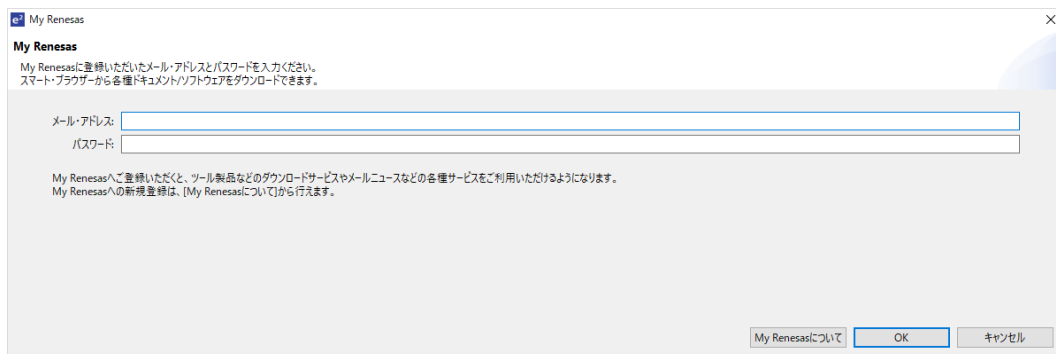 e² My Renesas
My Renesas
My Renesasに登録いただいたメール・アドレスとパスワードを入力ください。
スマート・ブラウザーから各種ドキュメント/ソフトウェアをダウンロードできます。
メール・アドレス:
パスワード:
My Renesasへご登録いただくと、ツール製品などのダウンロードサービスやメールニュースなどの各種サービスをご利用いただけるようになります。
My Renesasへの新規登録は、[My Renesasについて]から行えます。
My Renesasについて OK キャンセル